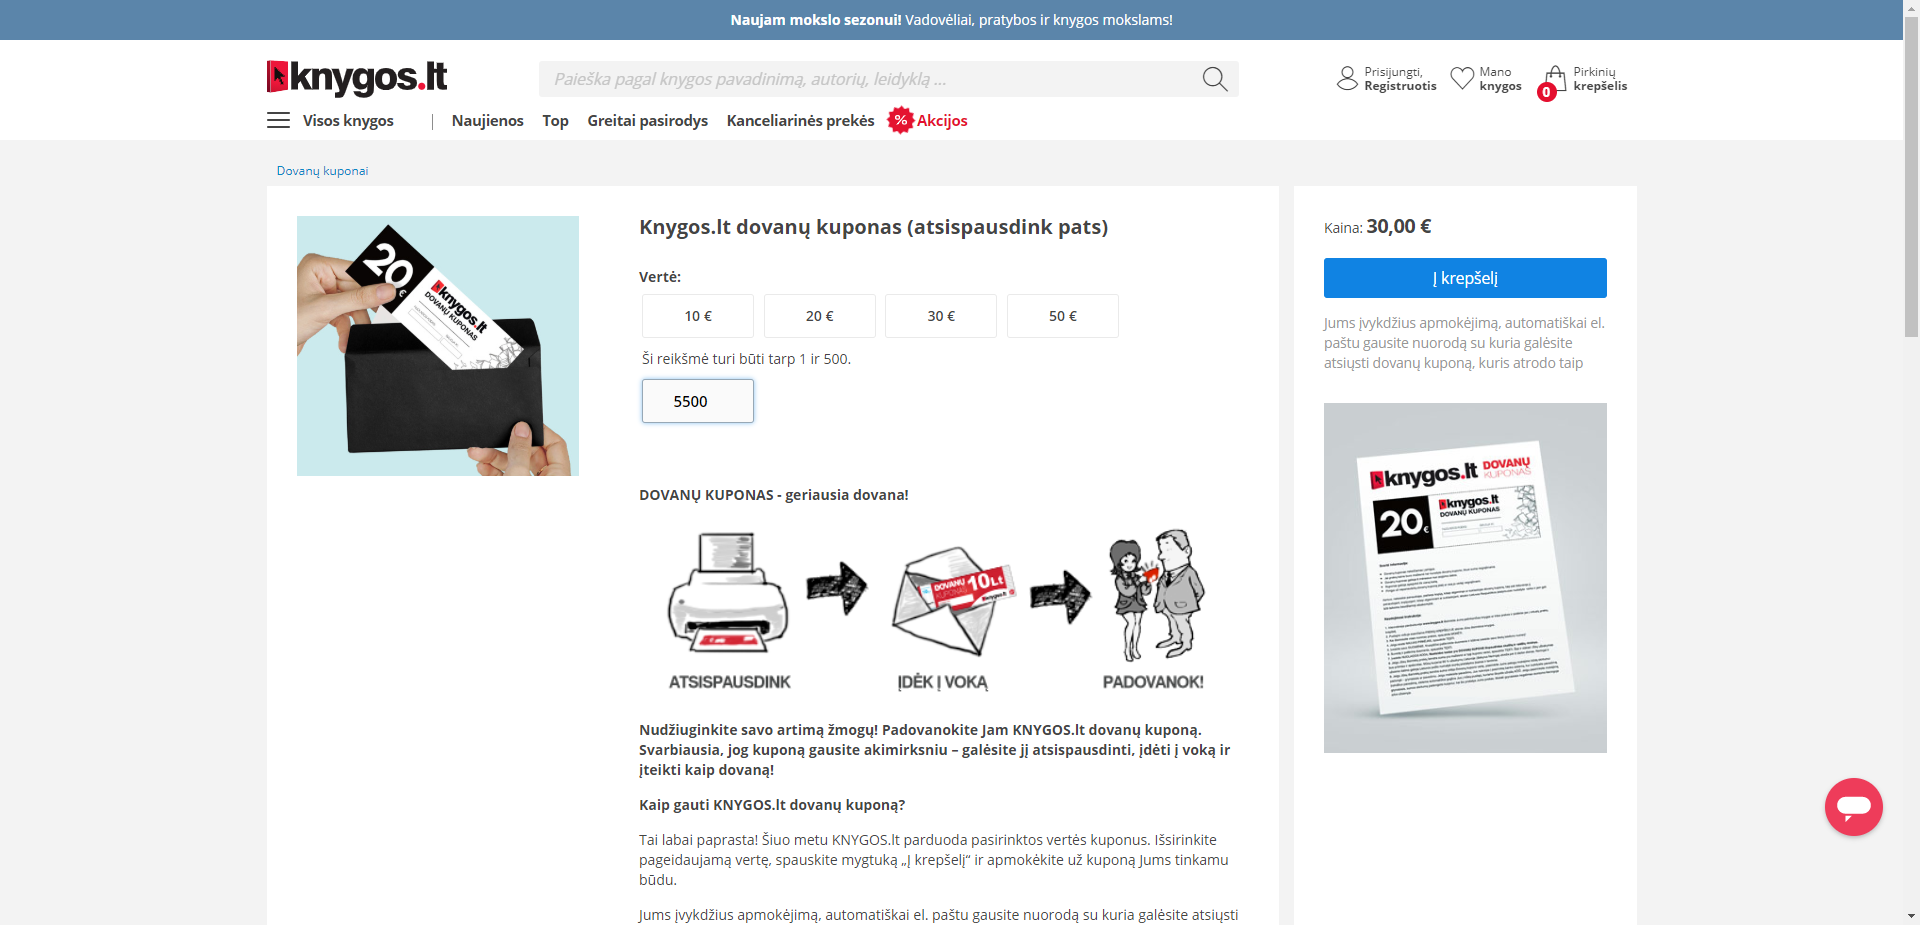 Naujam mokslo sezonui! Vadovėliai, pratybos ir knygos mokslams!
knygos.lt
Paieška pagal knygos pavadinimą, autorių, leidyklą ...
Prisijungti,
Registruotis
Mano
knygos
0
Pirkinių
krepšelis
Visos knygos
Naujienos
Top
Greitai pasirodys
Kanceliarinės prekės
%
Akcijos
Dovanų kuponai
20 €
knygos.lt
DOVANŲ KUPONAS
Knygos.lt dovanų kuponas (atsispausdink pats)
Vertė:
10 €
20 €
30 €
50 €
Ši reikšmė turi būti tarp 1 ir 500.
5500
DOVANŲ KUPONAS - geriausia dovana!
DOVANŲ
KUPONAS
10Lt
knygos.lt
ATSISPAUSDINK
ĮDĖK Į VOKĄ
PADOVANOK!
Nudžiuginkite savo artimą žmogų! Padovanokite Jam KNYGOS.lt dovanų kuponą.
Svarbiausia, jog kuponą gausite akimirksniu – galėsite jį atsispausdinti, įdėti į voką ir
įteikti kaip dovaną!
Kaip gauti KNYGOS.lt dovanų kuponą?
Tai labai paprasta! Šiuo metu KNYGOS.lt parduoda pasirinktos vertės kuponus. Išsirinkite
pageidaujamą vertę, spauskite mygtuką „Į krepšelį“ ir apmokėkite už kuponą Jums tinkamu
būdu.
Jums įvykdžius apmokėjimą, automatiškai el. paštu gausite nuorodą su kuria galėsite atsiųsti
Kaina: 30,00 €
Į krepšelį
Jums įvykdžius apmokėjimą, automatiškai el.
paštu gausite nuorodą su kuria galėsite
atsiųsti dovanų kuponą, kuris atrodo taip
knygos.lt
DOVANŲ
KUPONAS
20€
knygos.lt
DOVANŲ KUPONAS